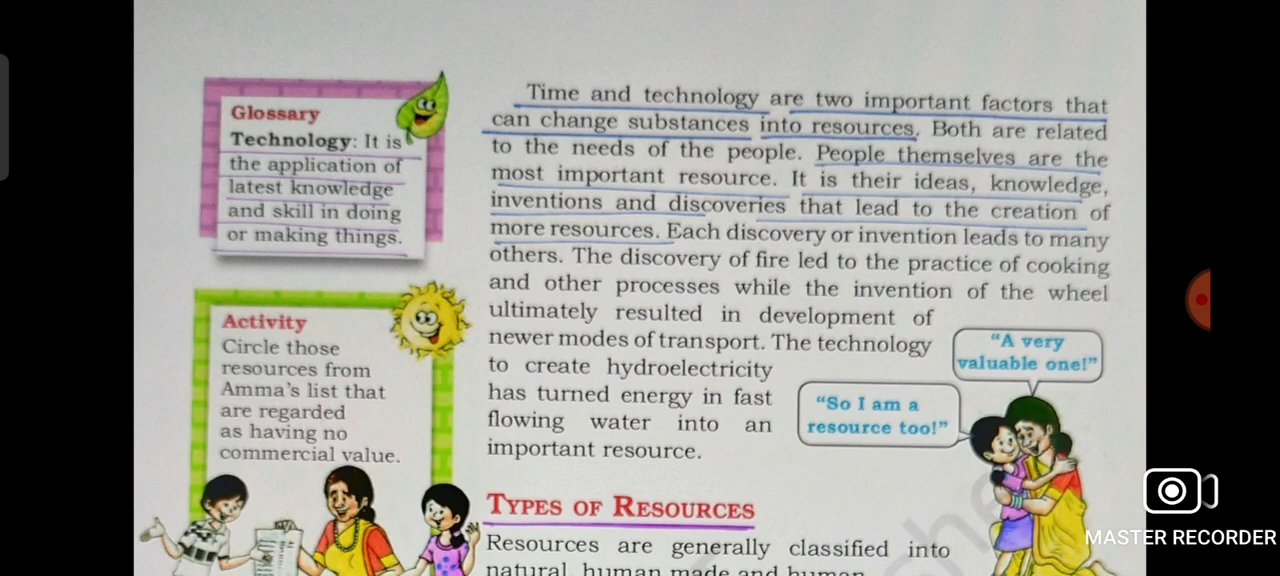 Glossary
Technology: It is
the application of
latest knowledge
and skill in doing
or making things.
Activity
Circle those
resources from
Amma's list that
are regarded
as having no
commercial value.
Time and technology are two important factors that
can change substances into resources. Both are related
to the needs of the people. People themselves are the
most important resource. It is their ideas, knowledge,
inventions and discoveries that lead to the creation of
more resources. Each discovery or invention leads to many
others. The discovery of fire led to the practice of cooking
and other processes while the invention of the wheel
ultimately resulted in development of
newer modes of transport. The technology
to create hydroelectricity
has turned energy in fast
flowing water into an
important resource.
"A very
valuable one!"
"So I am a
resource too!"
TYPES OF RESOURCES
Resources are generally classified into
natural, human made and human.
MASTER RECORDER